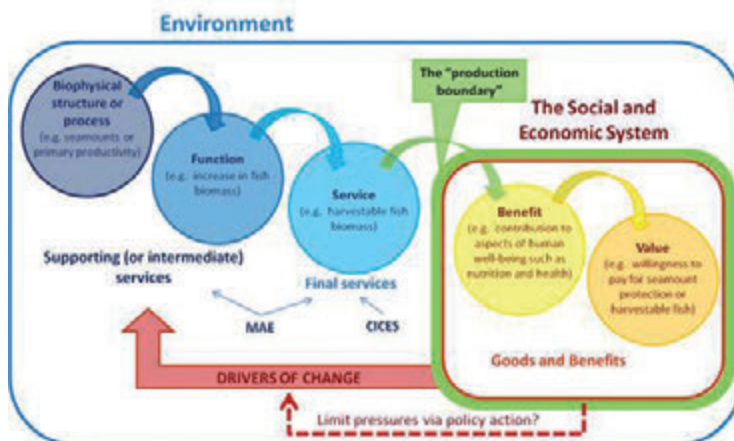 Environment
Biophysical
structure or
process
(e.g. seamounts or
primary productivity)
Function
(e.g. increase in fish
biomass)
Service
(e.g. harvestable fish
biomass)
The "production
boundary"
The Social and
Economic System
Benefit
(e.g. contribution to
aspects of human
well-being such as
nutrition and health)
Value
(e.g. willingness to
pay for seamount
protection or
harvestable fish)
Supporting (or intermediate)
services
Final services
MAE
CICES
Goods and Benefits
DRIVERS OF CHANGE
Limit pressures via policy action?